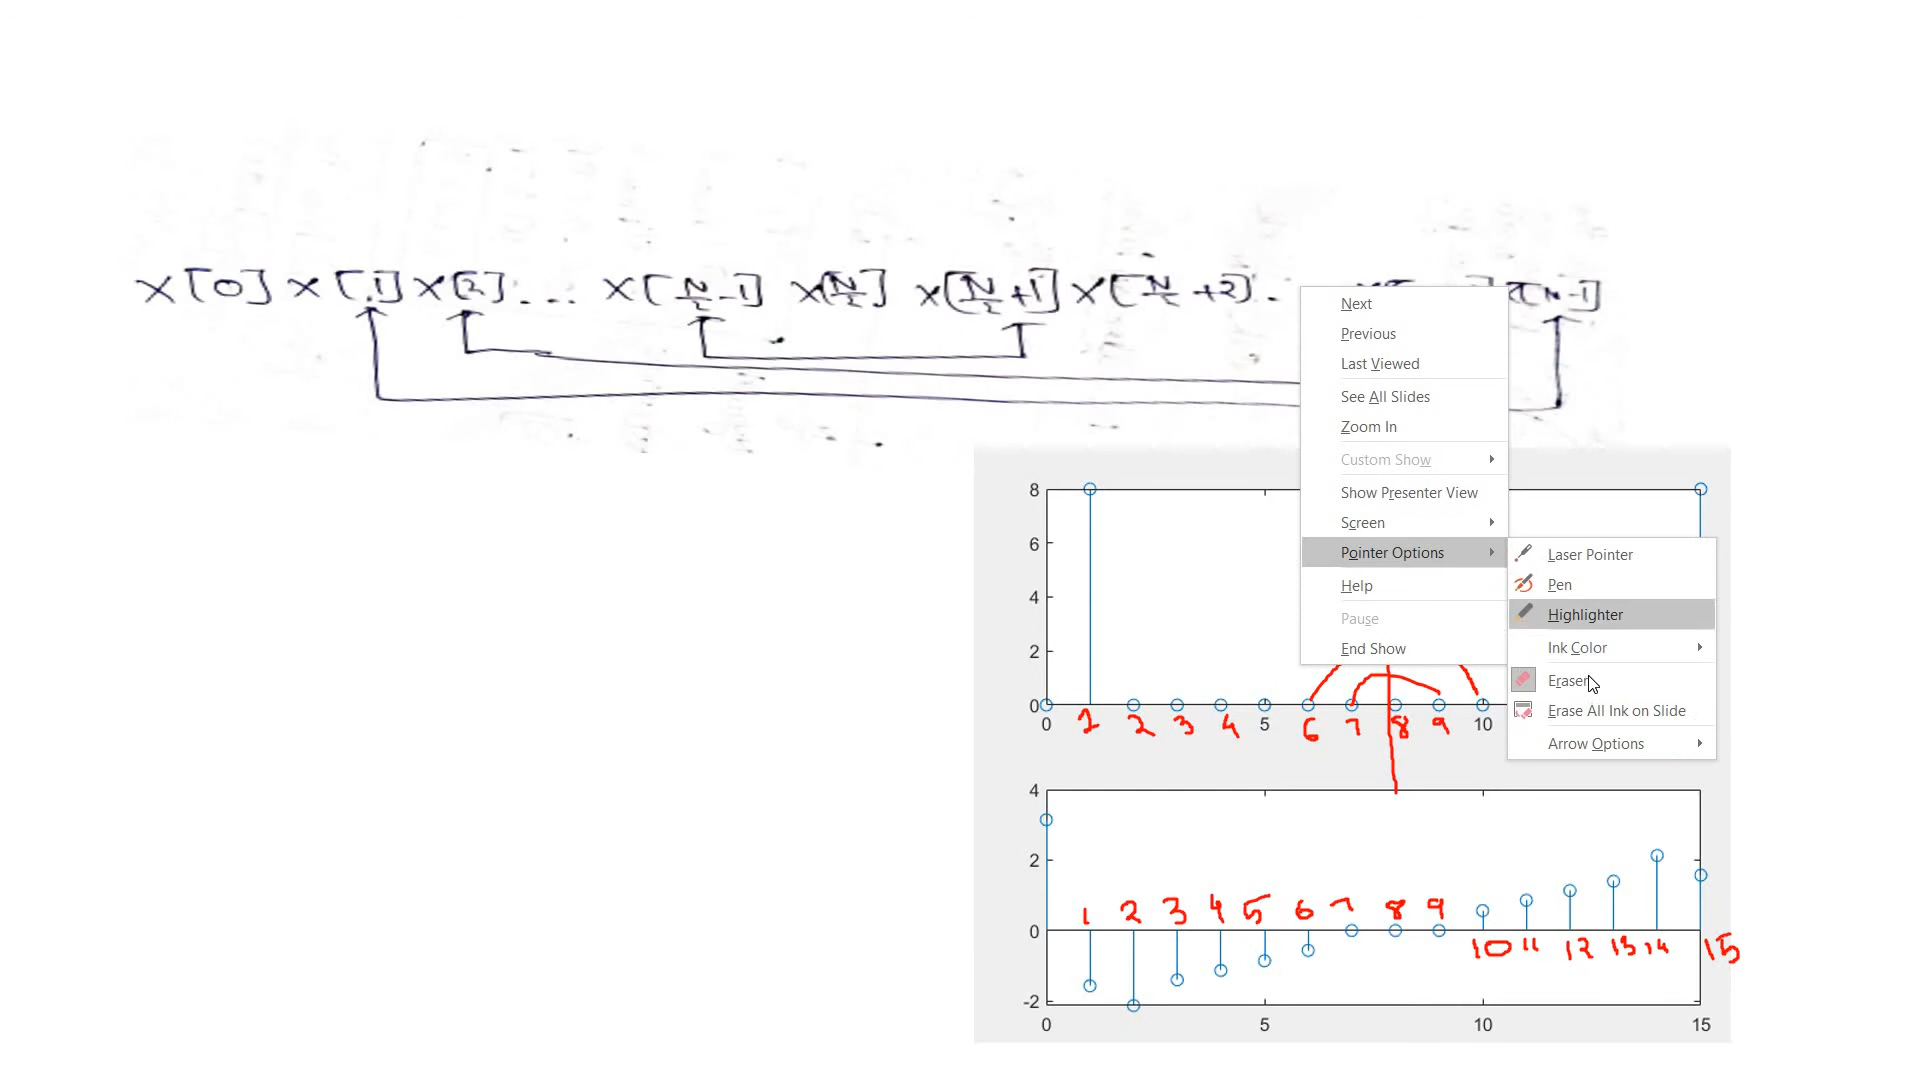 X[0] X[1] X[2] ... X[N/2-1] X[N/2] X[N/2+1] X[N/2+2] .. X[N-1]
Next
Previous
Last Viewed
See All Slides
Zoom In
Custom Show
Show Presenter View
Screen
Pointer Options
Help
Pause
End Show
Laser Pointer
Pen
Highlighter
Ink Color
Eraser
Erase All Ink on Slide
Arrow Options
8
6
4
2
0
0 5 10
1 2 3 4 6 7 8 9
4
2
0
-2
1 2 3 4 5 6 7 8 9
10 11 12 13 14 15
0 5 10 15